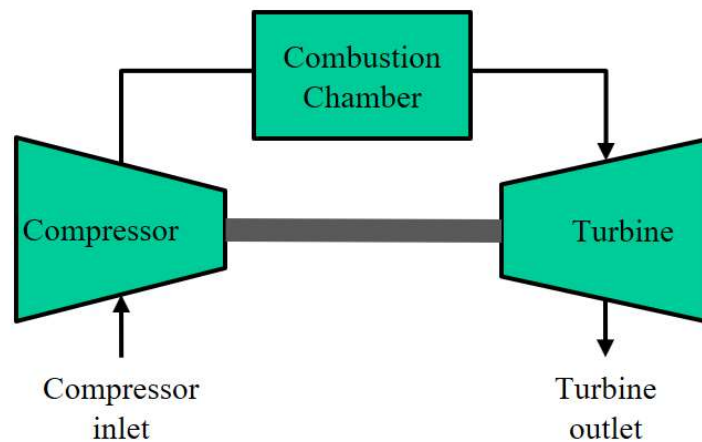 Combustion
Chamber
Compressor
Turbine
Compressor
inlet
Turbine
outlet